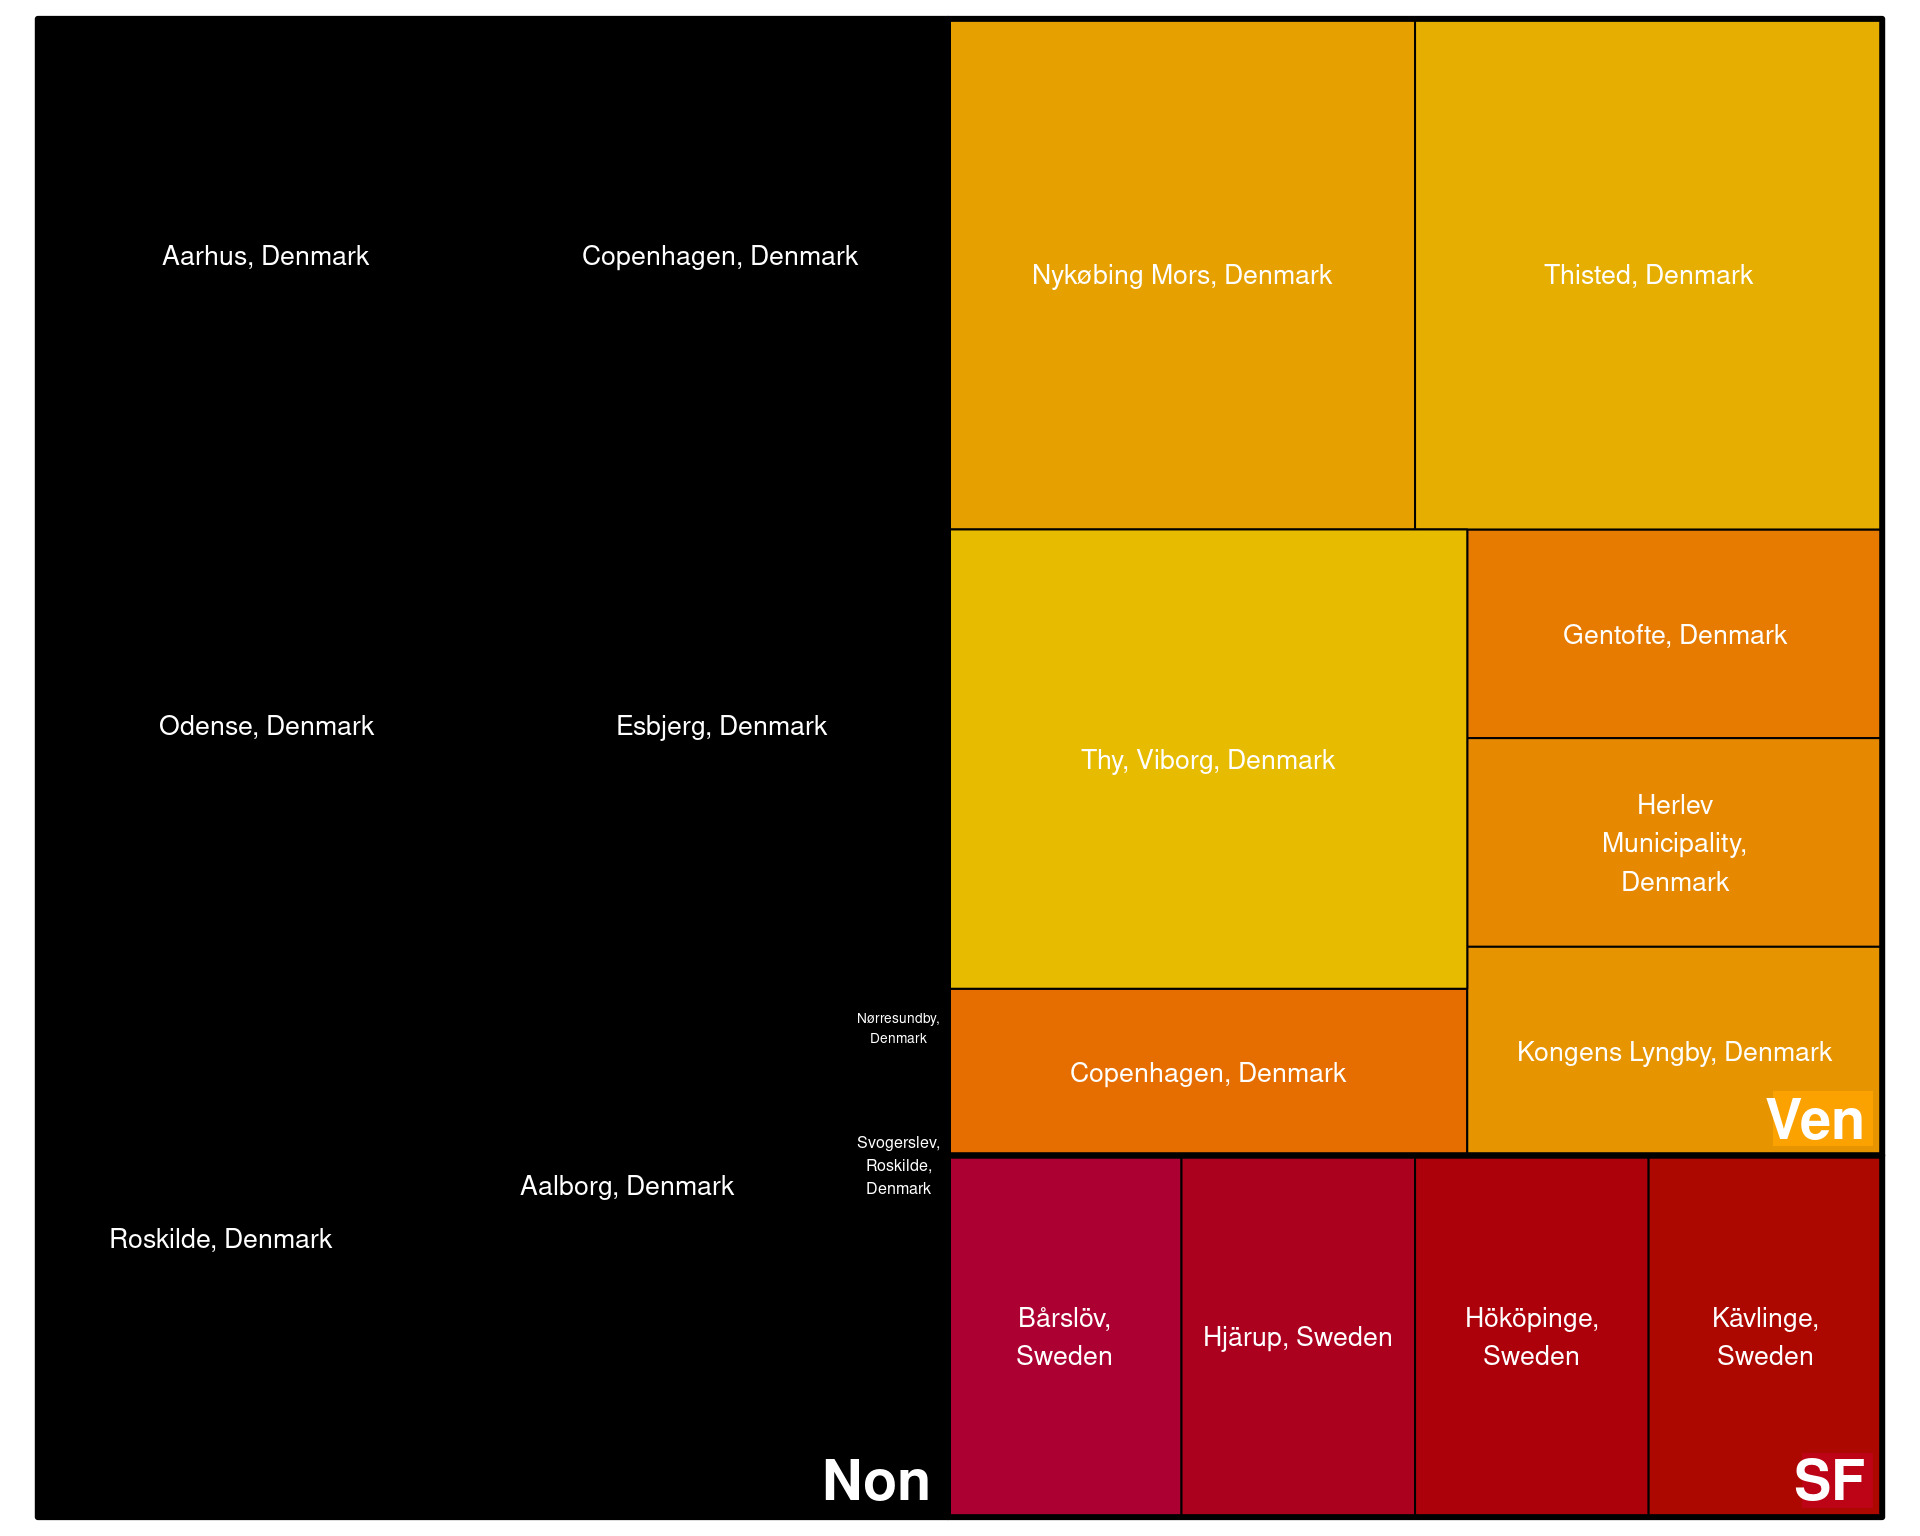 Aarhus, Denmark
Copenhagen, Denmark
Nykøbing Mors, Denmark
Thisted, Denmark
Gentofte, Denmark
Odense, Denmark
Esbjerg, Denmark
Thy, Viborg, Denmark
Herlev
Municipality,
Denmark
Nørresundby,
Denmark
Copenhagen, Denmark
Kongens Lyngby, Denmark
Ven
Svogerslev,
Roskilde,
Denmark
Aalborg, Denmark
Roskilde, Denmark
Bårslöv,
Sweden
Hjärup, Sweden
Hököpinge,
Sweden
Kävlinge,
Sweden
Non
SF